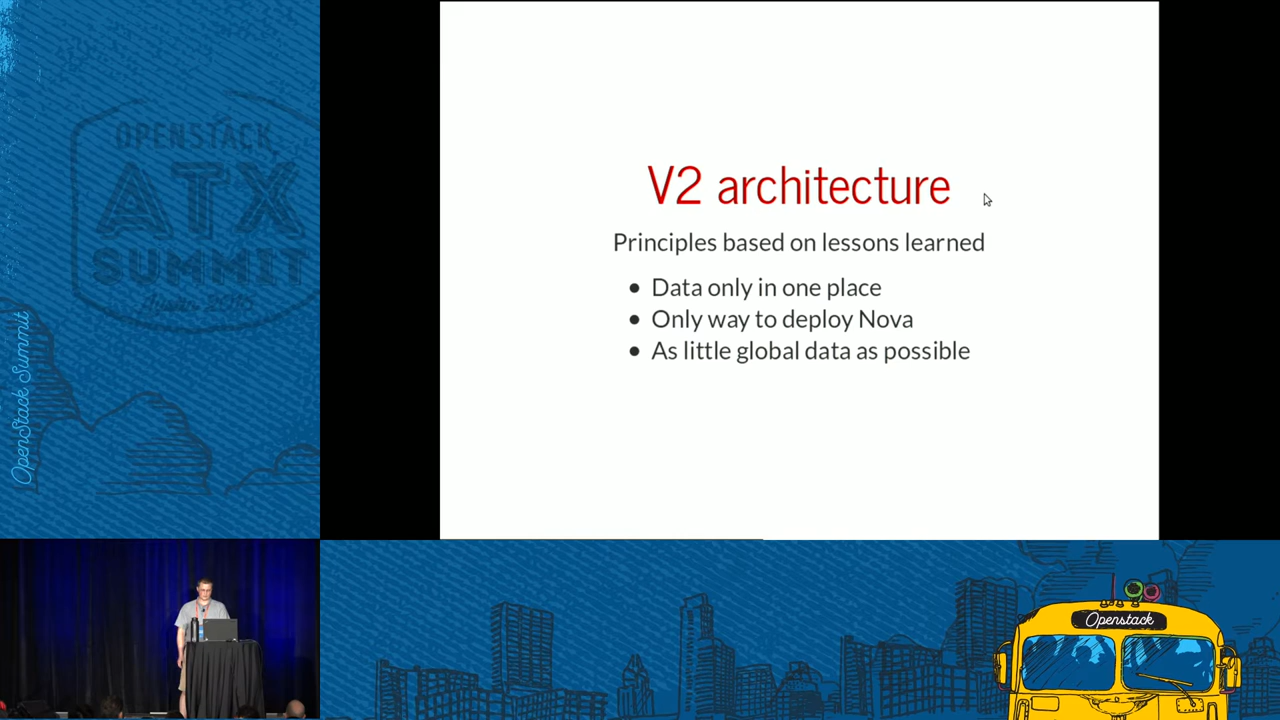 OPENSTACK
ATX
SUMMIT
Austin 2016
OpenStack Summit
V2 architecture
Principles based on lessons learned
• Data only in one place
• Only way to deploy Nova
• As little global data as possible
Openstack